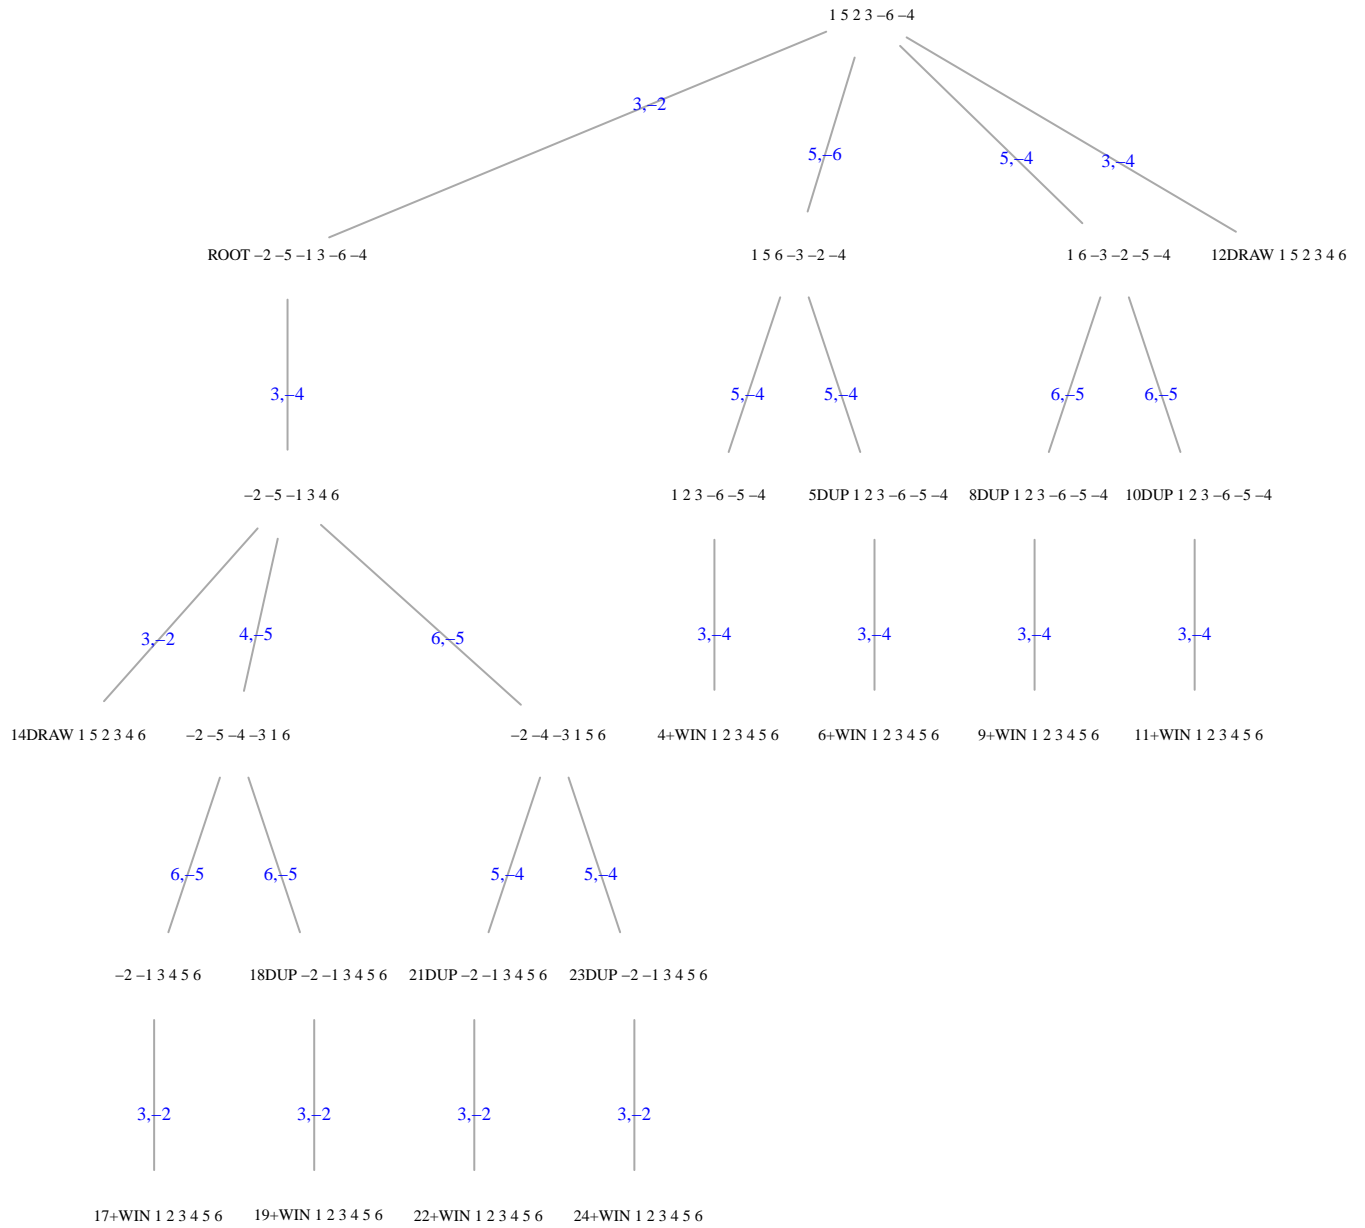 1 5 2 3 −6 −4
3,−2
5,−6
5,−4
3,−4
ROOT −2 −5 −1 3 −6 −4
1 5 6 −3 −2 −4
1 6 −3 −2 −5 −4
12DRAW 1 5 2 3 4 6
3,−4
5,−4
5,−4
6,−5
6,−5
−2 −5 −1 3 4 6
1 2 3 −6 −5 −4
5DUP 1 2 3 −6 −5 −4
8DUP 1 2 3 −6 −5 −4
10DUP 1 2 3 −6 −5 −4
3,−2
4,−5
6,−5
3,−4
3,−4
3,−4
3,−4
14DRAW 1 5 2 3 4 6
−2 −5 −4 −3 1 6
−2 −4 −3 1 5 6
4+WIN 1 2 3 4 5 6
6+WIN 1 2 3 4 5 6
9+WIN 1 2 3 4 5 6
11+WIN 1 2 3 4 5 6
6,−5
6,−5
5,−4
5,−4
−2 −1 3 4 5 6
18DUP −2 −1 3 4 5 6
21DUP −2 −1 3 4 5 6
23DUP −2 −1 3 4 5 6
3,−2
3,−2
3,−2
3,−2
17+WIN 1 2 3 4 5 6
19+WIN 1 2 3 4 5 6
22+WIN 1 2 3 4 5 6
24+WIN 1 2 3 4 5 6